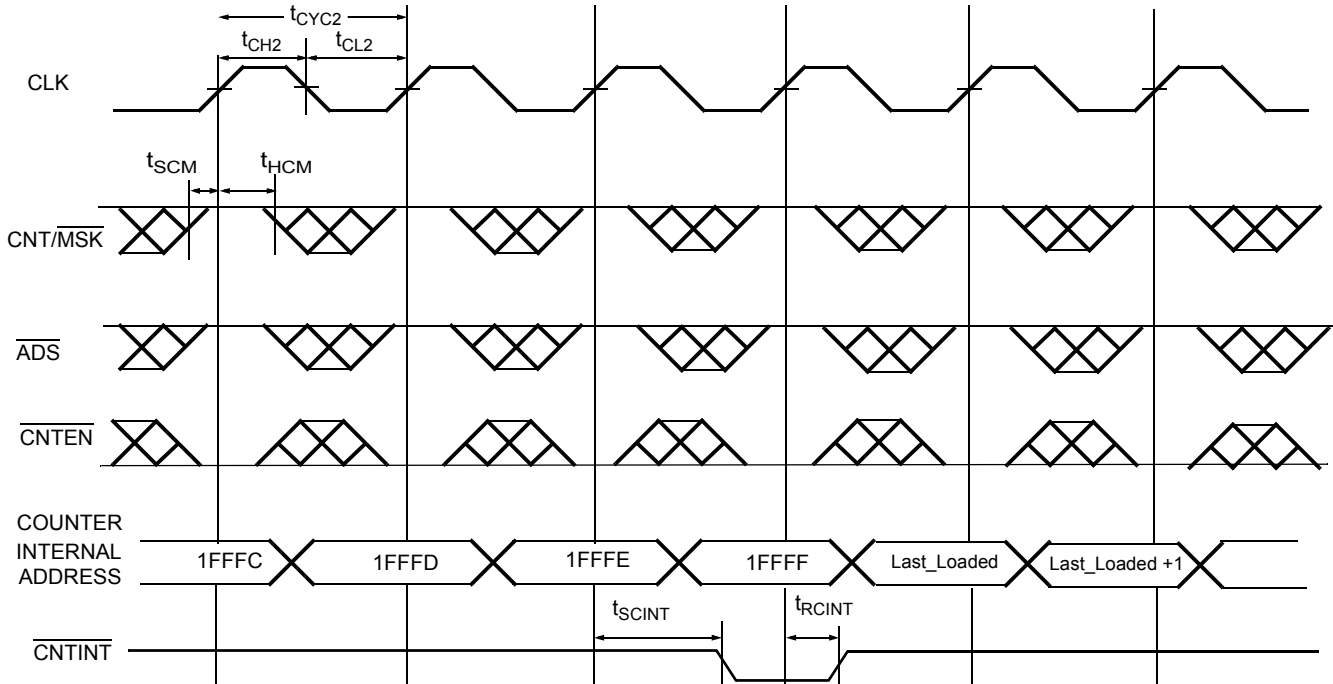 tCYC2
tCH2 tCL2
CLK
tSCM tHCM
CNT/MSK
ADS
CNTEN
COUNTER
INTERNAL
ADDRESS
1FFFC 1FFFD 1FFFE 1FFFF Last_Loaded Last_Loaded +1
tSCINT tRCINT
CNTINT